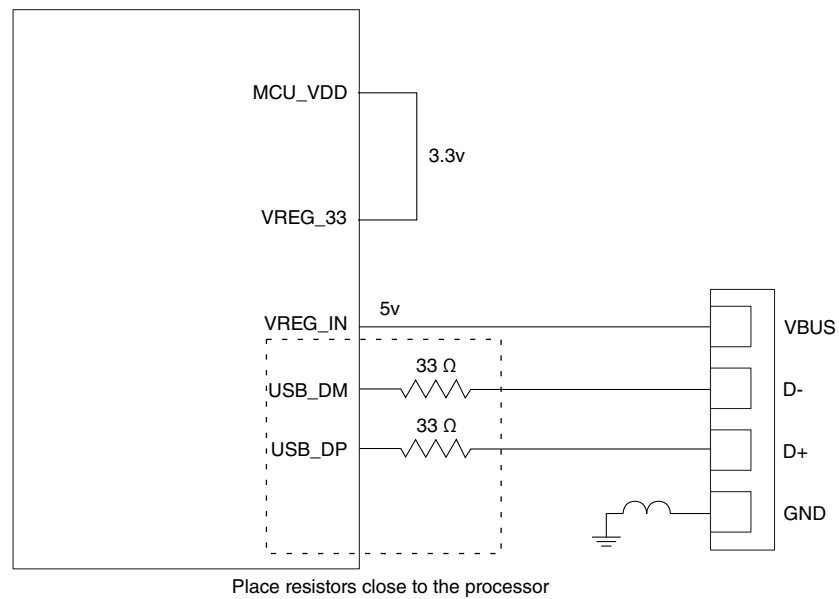 MCU_VDD
3.3v
VREG_33
5v
VREG_IN
VBUS
33 Ω
USB_DM
D-
33 Ω
USB_DP
D+
GND
Place resistors close to the processor